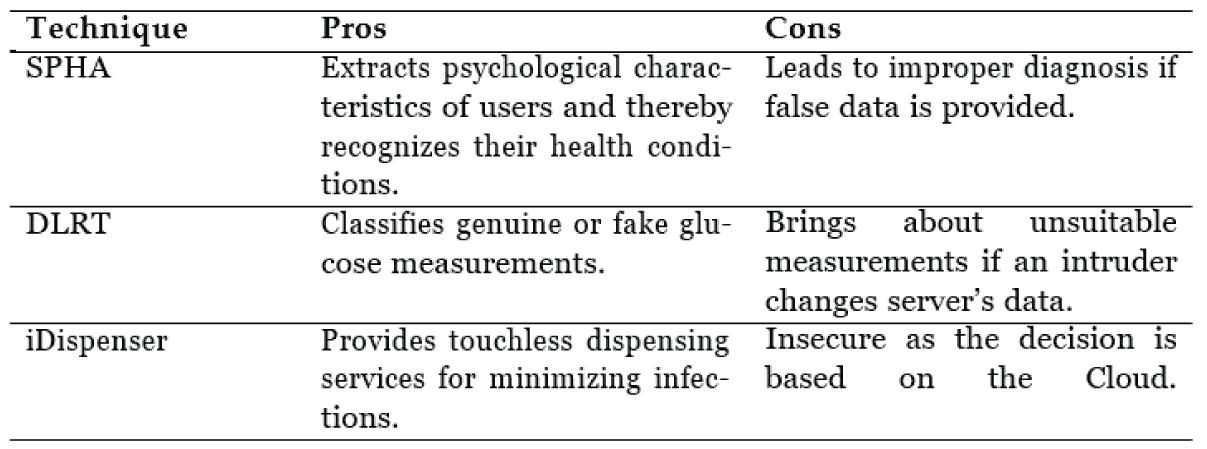 Technique Pros Cons
SPHA Extracts psychological charac- Leads to improper diagnosis if
teristics of users and thereby false data is provided.
recognizes their health condi-
tions.
DLRT Classifies genuine or fake glu- Brings about unsuitable
cose measurements. measurements if an intruder
changes server's data.
iDispenser Provides touchless dispensing Insecure as the decision is
services for minimizing infec- based on the Cloud.
tions.